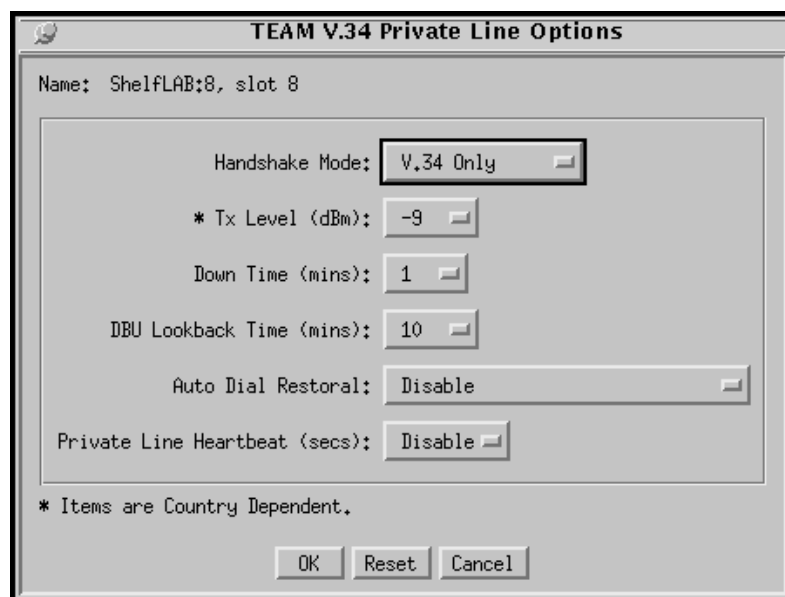 TEAM V.34 Private Line Options
Name: ShelfLAB:8, slot 8
Handshake Mode: V.34 Only
* Tx Level (dBm): -9
Down Time (mins): 1
DBU Lookback Time (mins): 10
Auto Dial Restoral: Disable
Private Line Heartbeat (secs): Disable
* Items are Country Dependent.
OK Reset Cancel